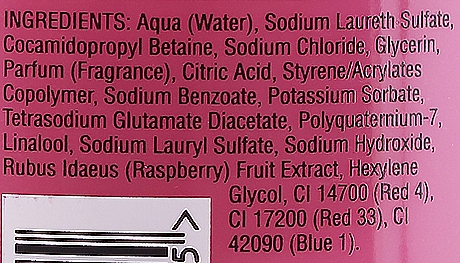 INGREDIENTS: Aqua (Water), Sodium Laureth Sulfate,
Cocamidopropyl Betaine, Sodium Chloride, Glycerin,
Parfum (Fragrance), Citric Acid, Styrene/Acrylates
Copolymer, Sodium Benzoate, Potassium Sorbate,
Tetrasodium Glutamate Diacetate, Polyquaternium-7,
Linalool, Sodium Lauryl Sulfate, Sodium Hydroxide,
Rubus Idaeus (Raspberry) Fruit Extract, Hexylene
Glycol, CI 14700 (Red 4),
CI 17200 (Red 33), CI
42090 (Blue 1).
5 >